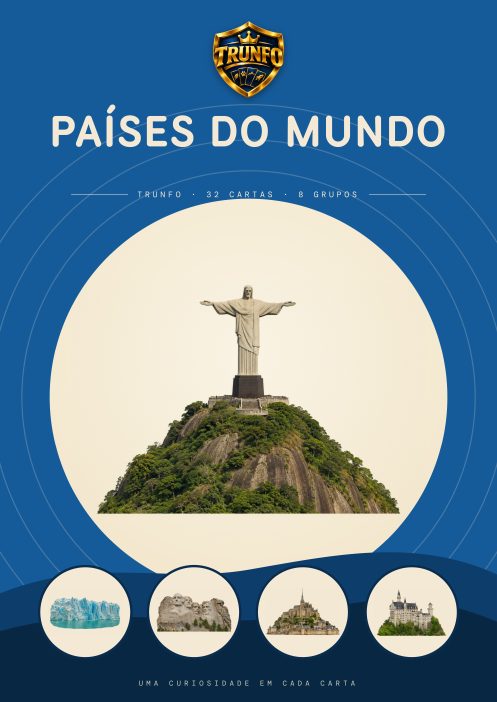 TRUNFO
PAÍSES DO MUNDO
TRUNFO · 32 CARTAS · 8 GRUPOS
UMA CURIOSIDADE EM CADA CARTA